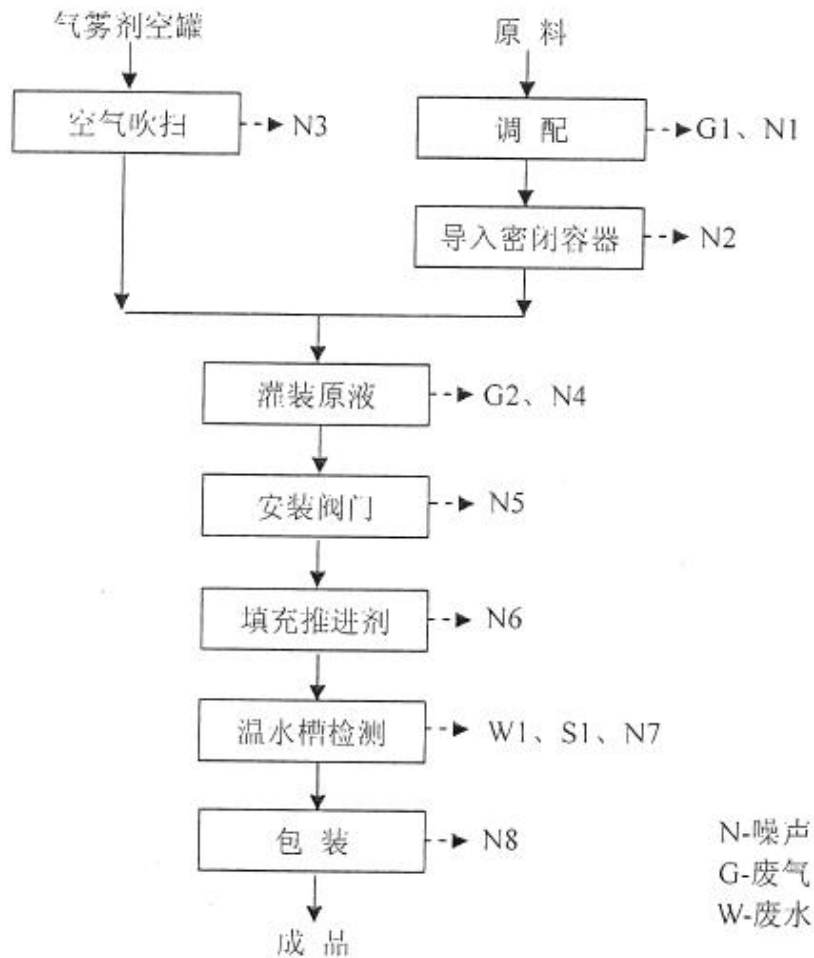 气雾剂空罐
原 料
空气吹扫
N3
调 配
G1、N1
导入密闭容器
N2
灌装原液
G2、N4
安装阀门
N5
填充推进剂
N6
温水槽检测
W1、S1、N7
包 装
N8
成 品
N-噪声
G-废气
W-废水